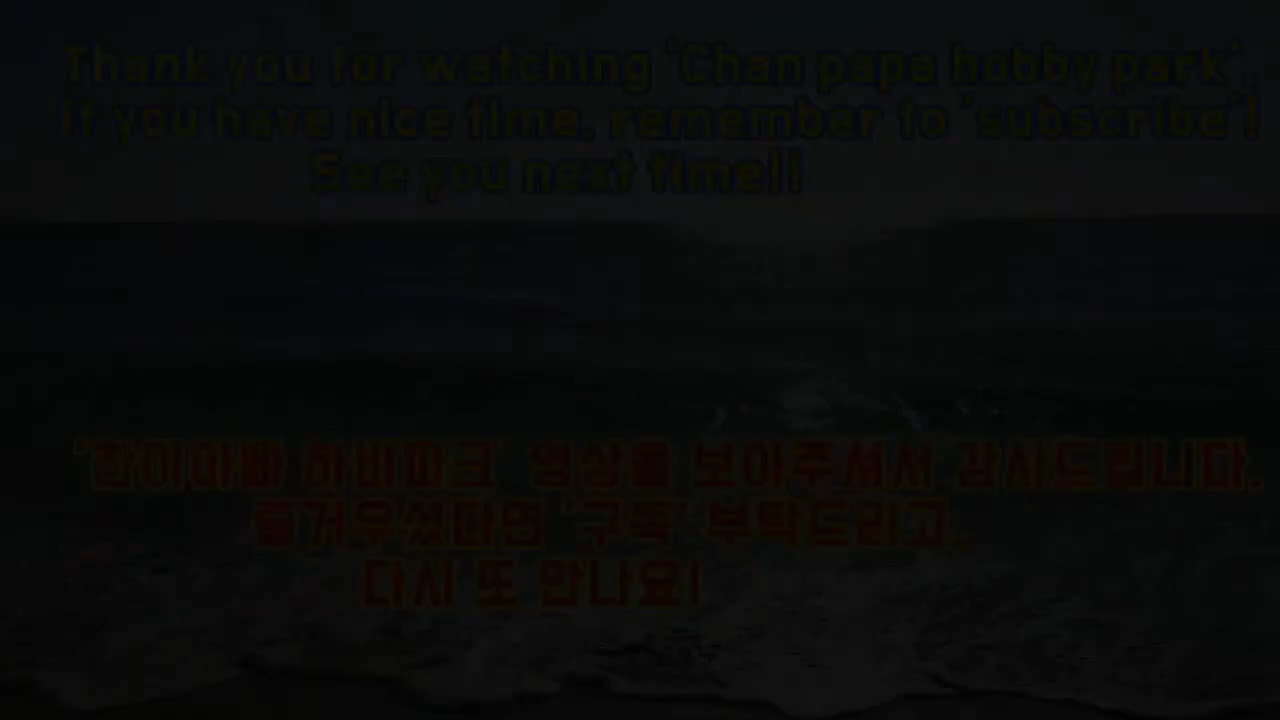 Thank you for watching 'Chan papa hobby park'.
If you have nice time, remember to 'subscribe'!
See you next time!!
'찬이아빠 하비파크' 영상을 보아주셔서 감사드립니다.
즐거우셨다면 '구독' 부탁드리고,
다시 또 만나요!